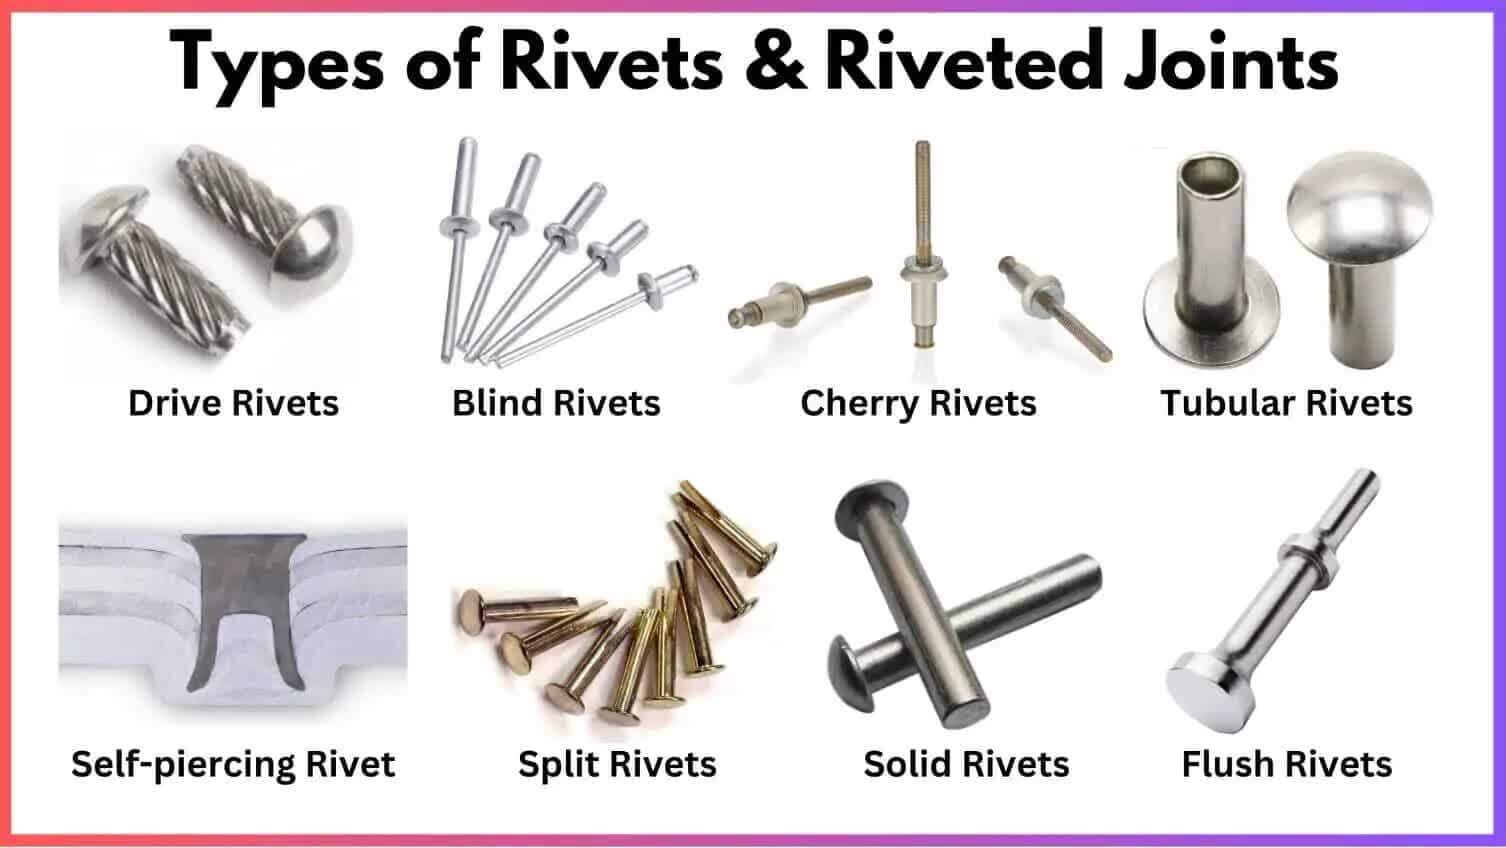 Types of Rivets & Riveted Joints
Drive Rivets
Blind Rivets
Cherry Rivets
Tubular Rivets
Self-piercing Rivet
Split Rivets
Solid Rivets
Flush Rivets